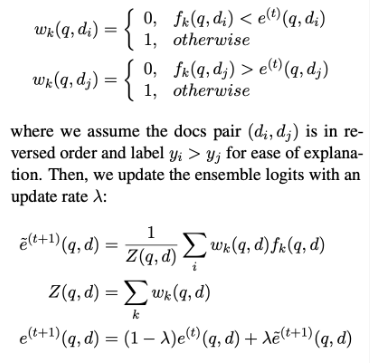 w_k(q, d_i) = { 0, f_k(q, d_i) < e^(t)(q, d_i)
1, otherwise
w_k(q, d_j) = { 0, f_k(q, d_j) > e^(t)(q, d_j)
1, otherwise
where we assume the docs pair (d_i, d_j) is in re-
versed order and label y_i > y_j for ease of explana-
tion. Then, we update the ensemble logits with an
update rate λ:
ẽ^(t+1)(q, d) = 1/Z(q, d) ∑_i w_k(q, d) f_k(q, d)
Z(q, d) = ∑_k w_k(q, d)
e^(t+1)(q, d) = (1 − λ)e^(t)(q, d) + λẽ^(t+1)(q, d)